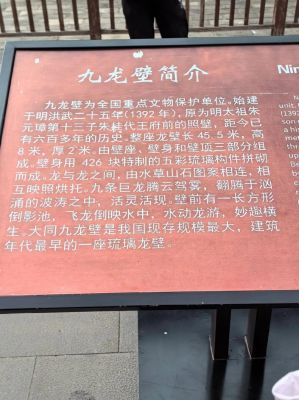 九龙壁简介
九龙壁为全国重点文物保护单位。始建
于明洪武二十五年(1392年),原为明太祖朱
元璋第十三子朱桂代王府前的照壁,距今已
有六百多年的历史。整座龙壁长45.5米,高
8米,厚2米。由壁座、壁身和壁顶三部分组
成。壁身用426块特制的五彩琉璃构件拼砌
而成。龙与龙之间,由水草山石图案相连,相
互映照烘托。九条巨龙腾云驾雾,翻腾于汹
涌的波涛之中,活灵活现。壁前有一长方形
倒影池,飞龙倒映水中,水动龙游,妙趣横
生。大同九龙壁是我国现存规模最大,建筑
年代最早的一座琉璃龙壁。
Nin